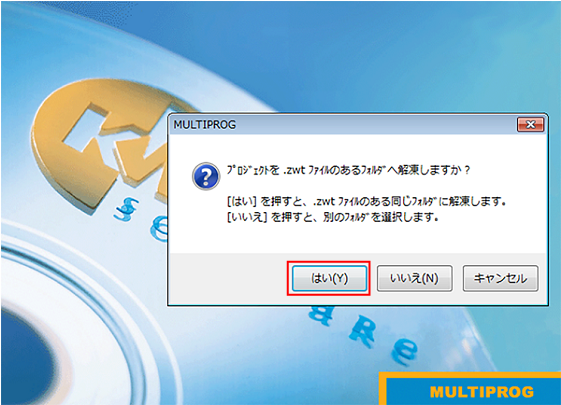 MULTIPROG
ﾌﾟﾛｼﾞｪｸﾄを .zwt ﾌｧｲﾙのあるﾌｫﾙﾀﾞへ解凍しますか？
[はい] を押すと、.zwt ﾌｧｲﾙのある同じﾌｫﾙﾀﾞに解凍します。
[いいえ] を押すと、別のﾌｫﾙﾀﾞを選択します。
はい(Y) いいえ(N) キャンセル
MULTIPROG